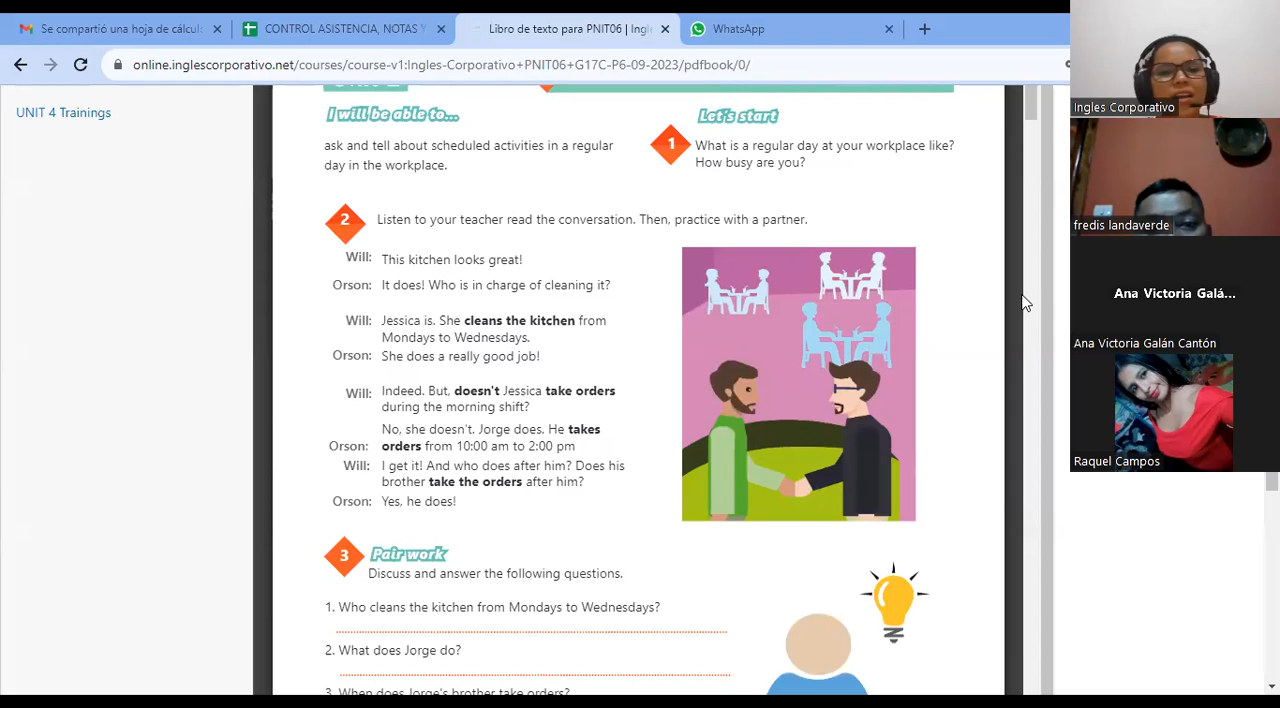 Se compartió una hoja de cálcul
CONTROL ASISTENCIA, NOTAS Y
Libro de texto para PNIT06 | Ingl
WhatsApp
online.inglescorporativo.net/courses/course-v1:Ingles-Corporativo+PNIT06+G17C-P6-09-2023/pdfbook/0/
UNIT 4 Trainings
I will be able to...
ask and tell about scheduled activities in a regular
day in the workplace.
Let's start
1
What is a regular day at your workplace like?
How busy are you?
2
Listen to your teacher read the conversation. Then, practice with a partner.
Will: This kitchen looks great!
Orson: It does! Who is in charge of cleaning it?
Will: Jessica is. She cleans the kitchen from
Mondays to Wednesdays.
Orson: She does a really good job!
Will: Indeed. But, doesn't Jessica take orders
during the morning shift?
No, she doesn't. Jorge does. He takes
Orson: orders from 10:00 am to 2:00 pm
Will: I get it! And who does after him? Does his
brother take the orders after him?
Orson: Yes, he does!
3
Pair work
Discuss and answer the following questions.
1. Who cleans the kitchen from Mondays to Wednesdays?
2. What does Jorge do?
3. When does Jorge's brother take orders?
Ingles Corporativo
fredis landaverde
Ana Victoria Galá...
Ana Victoria Galán Cantón
Raquel Campos